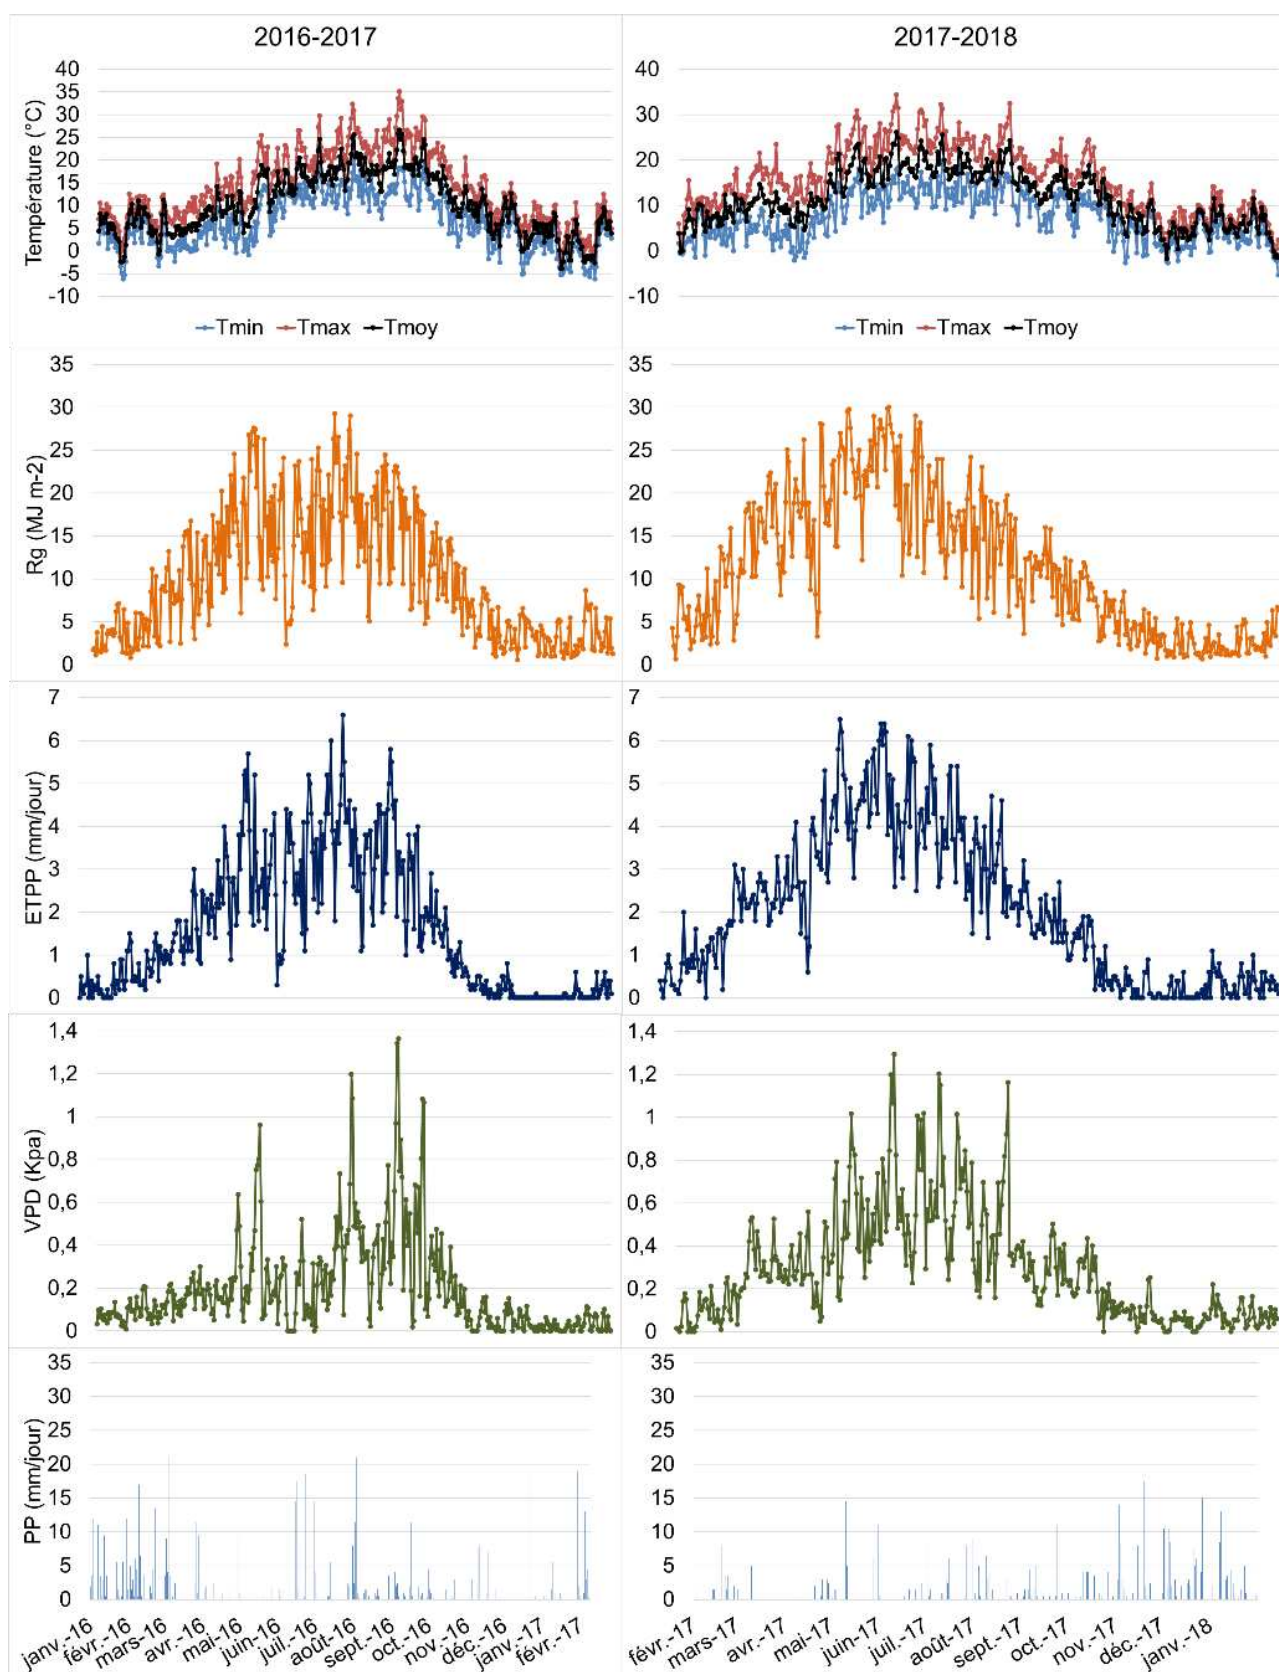 2016-2017
2017-2018
Température (°C)
40
35
30
25
20
15
10
5
0
-5
-10
40
30
20
10
0
-10
Tmin Tmax Tmoy
Tmin Tmax Tmoy
Rg (MJ m-2)
35
30
25
20
15
10
5
0
35
30
25
20
15
10
5
0
ETPP (mm/jour)
7
6
5
4
3
2
1
0
7
6
5
4
3
2
1
0
VPD (Kpa)
1,4
1,2
1
0,8
0,6
0,4
0,2
0
1,4
1,2
1
0,8
0,6
0,4
0,2
0
PP (mm/jour)
35
30
25
20
15
10
5
0
35
30
25
20
15
10
5
0
janv.-16
févr.-16
mars-16
avr.-16
mai-16
juin-16
juil.-16
août-16
sept.-16
oct.-16
nov.-16
déc.-16
janv.-17
févr.-17
févr.-17
mars-17
avr.-17
mai-17
juin-17
juil.-17
août-17
sept.-17
oct.-17
nov.-17
déc.-17
janv.-18